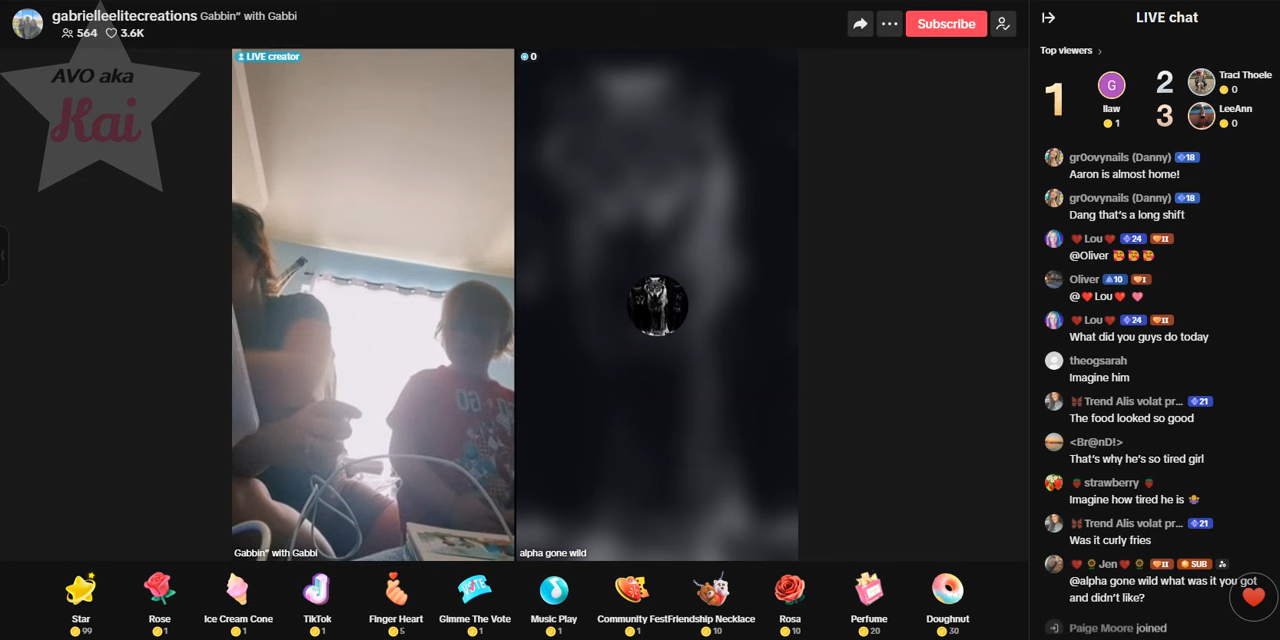 gabrielleelitecreations Gabbin" with Gabbi
564 3.6K
Subscribe
AVO aka
Kai
LIVE creator
0
Gabbin" with Gabbi
alpha gone wild
Star
99
Rose
1
Ice Cream Cone
1
TikTok
1
Finger Heart
5
VOTE
Gimme The Vote
1
Music Play
1
Community Fest
1
Friendship Necklace
10
Rosa
10
Perfume
20
Doughnut
30
LIVE chat
Top viewers
1
G
llaw
1
2
Traci Thoele
0
3
LeeAnn
0
gr0ovynails (Danny) 18
Aaron is almost home!
gr0ovynails (Danny) 18
Dang that's a long shift
❤️ Lou ❤️ 24 II
@Oliver 🥰 🥰 🥰
Oliver 10 I
@❤️ Lou❤️ 💗
❤️ Lou ❤️ 24 II
What did you guys do today
theogsarah
Imagine him
Trend Alis volat pr... 21
The food looked so good
<Br@nD!>
That's why he's so tired girl
🍓 strawberry 🍓
Imagine how tired he is 🤷‍♀️
Trend Alis volat pr... 21
Was it curly fries
❤️ 🌻 Jen ❤️ 🌻 II SUB
@alpha gone wild what was it you got
and didn't like?
Paige Moore joined